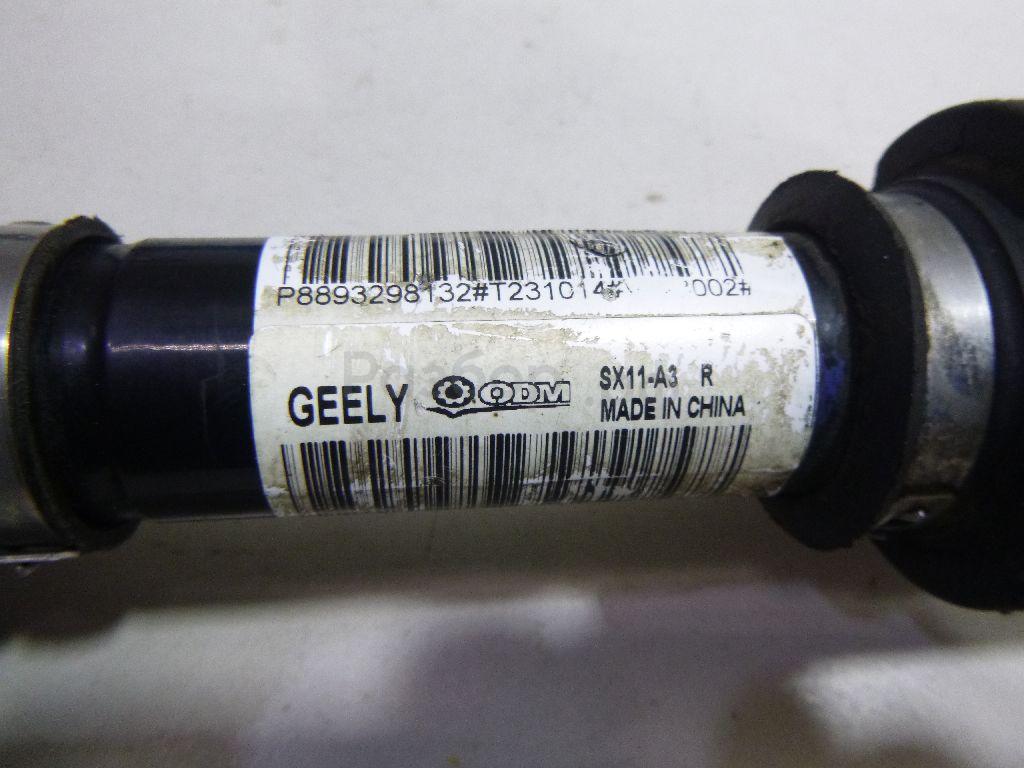 P8893298132#T231014# 002#
GEELY ODM SX11-A3 R
MADE IN CHINA